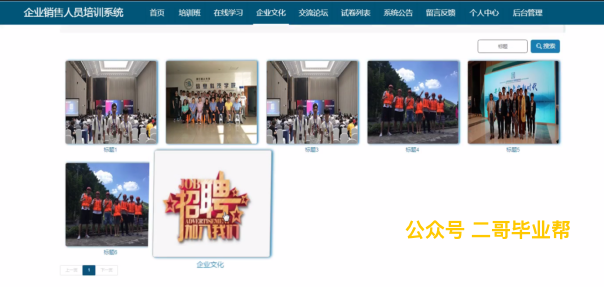 企业销售人员培训系统 首页 培训班 在线学习 企业文化 交流论坛 试卷列表 系统公告 留言反馈 个人中心 后台管理
标题 搜索
标题1 标题3 标题4 标题5
招聘
ADVERTISEMENT
加入我们
公众号 二哥毕业帮
标题6 企业文化
上一页 1 下一页